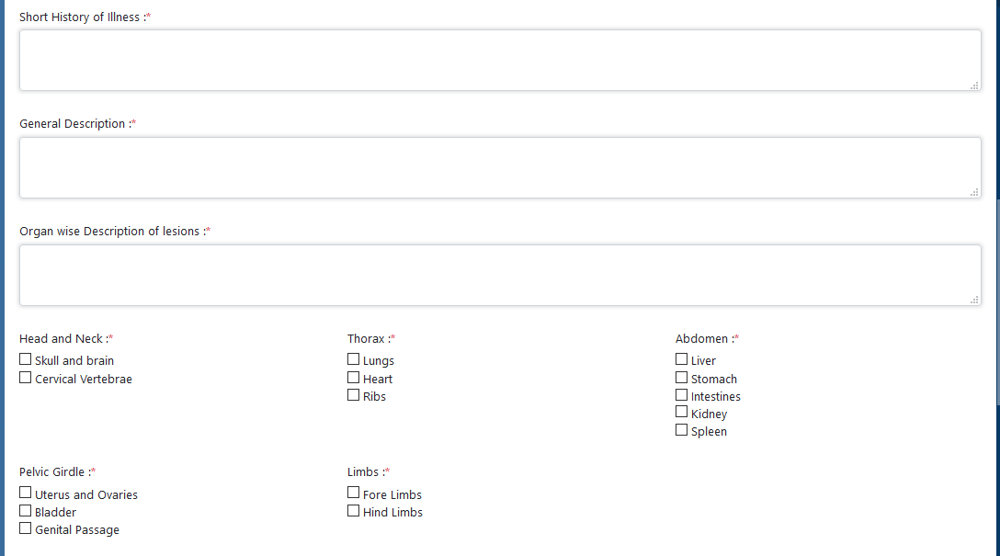 Short History of Illness :*
General Description :*
Organ wise Description of lesions :*
Head and Neck :*
Skull and brain
Cervical Vertebrae
Thorax :*
Lungs
Heart
Ribs
Abdomen :*
Liver
Stomach
Intestines
Kidney
Spleen
Pelvic Girdle :*
Uterus and Ovaries
Bladder
Genital Passage
Limbs :*
Fore Limbs
Hind Limbs